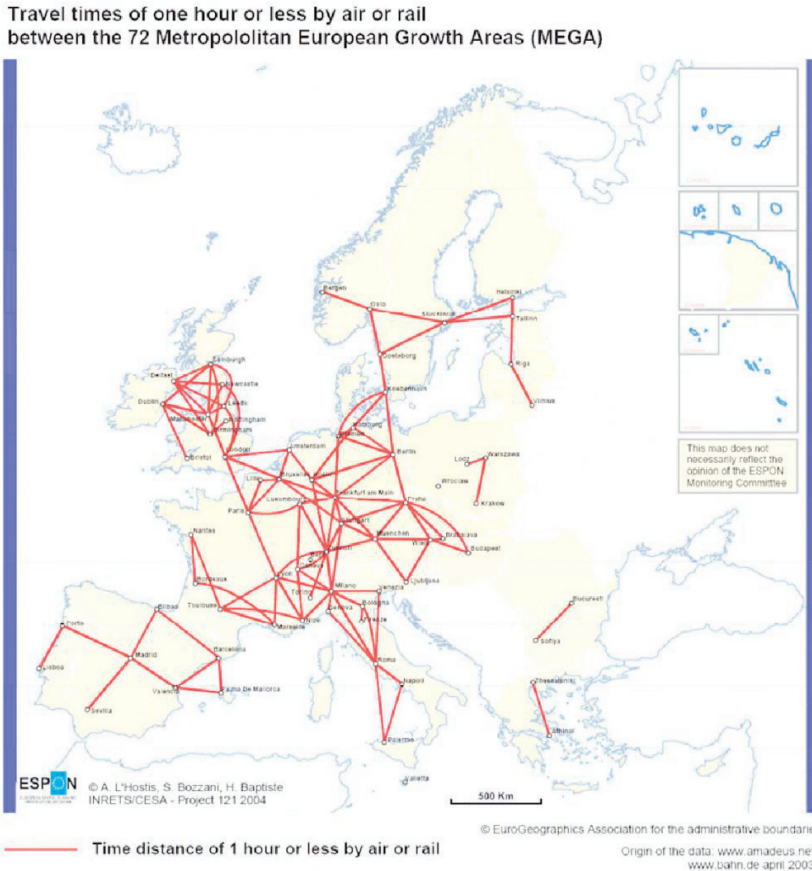 Travel times of one hour or less by air or rail
between the 72 Metropololitan European Growth Areas (MEGA)
Bergen
Oslo
Helsinki
Stockholm
Tallinn
Goeteborg
Riga
Edinburgh
Koebenhavn
Vilnius
Belfast
Newcastle
Dublin
Leeds
Manchester
Birmingham
Hamburg
Bristol
London
Amsterdam
Berlin
Lodz
Warszawa
Lille
Wroclaw
Luxembourg
Frankfurt am Main
Praha
Krakow
Paris
Stuttgart
Nantes
Muenchen
Wien
Bratislava
Budapest
Bordeaux
Lyon
Ljubljana
Torino
Milano
Venezia
Genova
Bologna
Firenze
Bucuresti
Toulouse
Bilbao
Marseille
Nice
Sofiya
Porto
Madrid
Barcelona
Roma
Lisboa
Valencia
Palma De Mallorca
Napoli
Thessaloniki
Sevilla
Athinai
Palermo
Valletta
This map does not
necessarily reflect the
opinion of the ESPON
Monitoring Committee
ESPON
© A. L'Hostis, S. Bozzani, H. Baptiste
INRETS/CESA - Project 121 2004
500 Km
© EuroGeographics Association for the administrative boundarie
Time distance of 1 hour or less by air or rail
Origin of the data: www.amadeus.ne
www.bahn.de april 2003